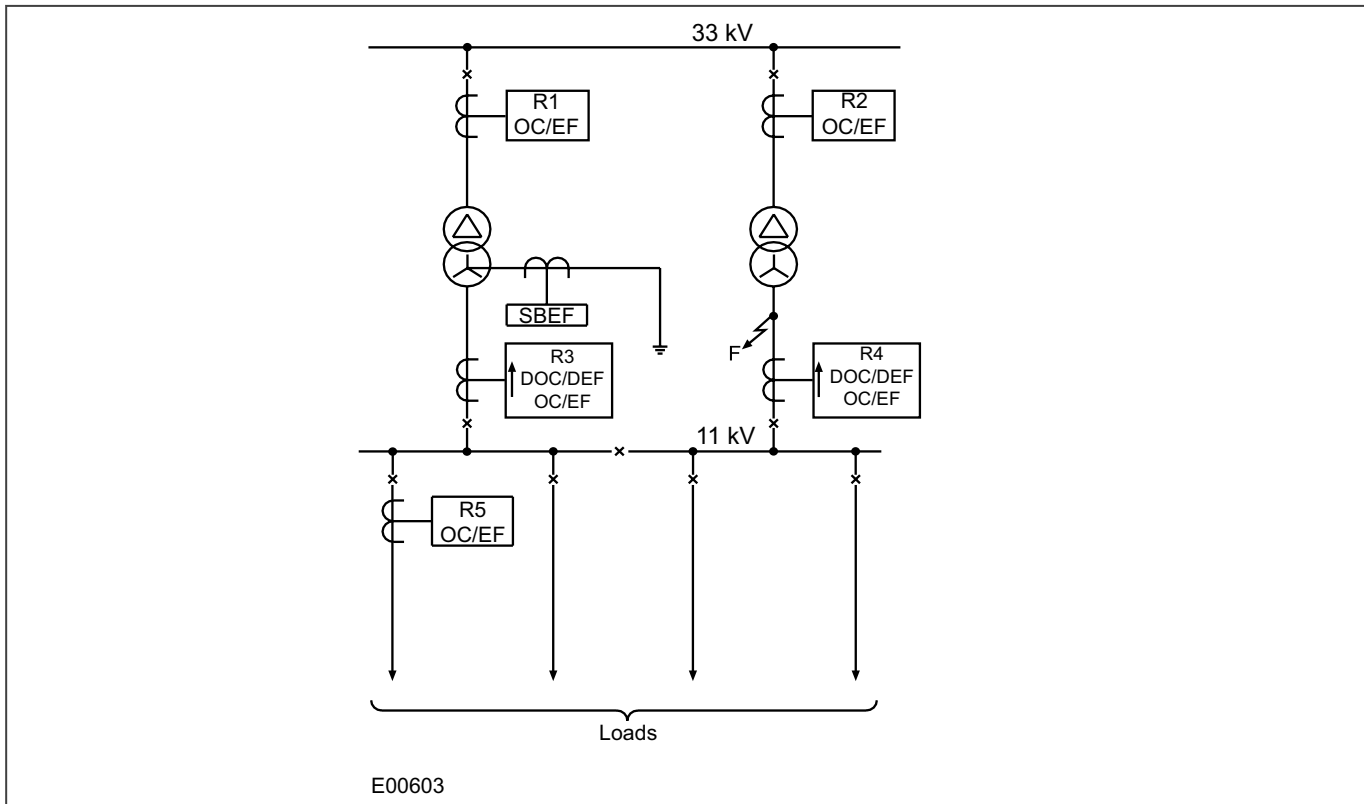 33 kV
R1
OC/EF
R2
OC/EF
SBEF
F
R3
DOC/DEF
OC/EF
R4
DOC/DEF
OC/EF
11 kV
R5
OC/EF
Loads
E00603